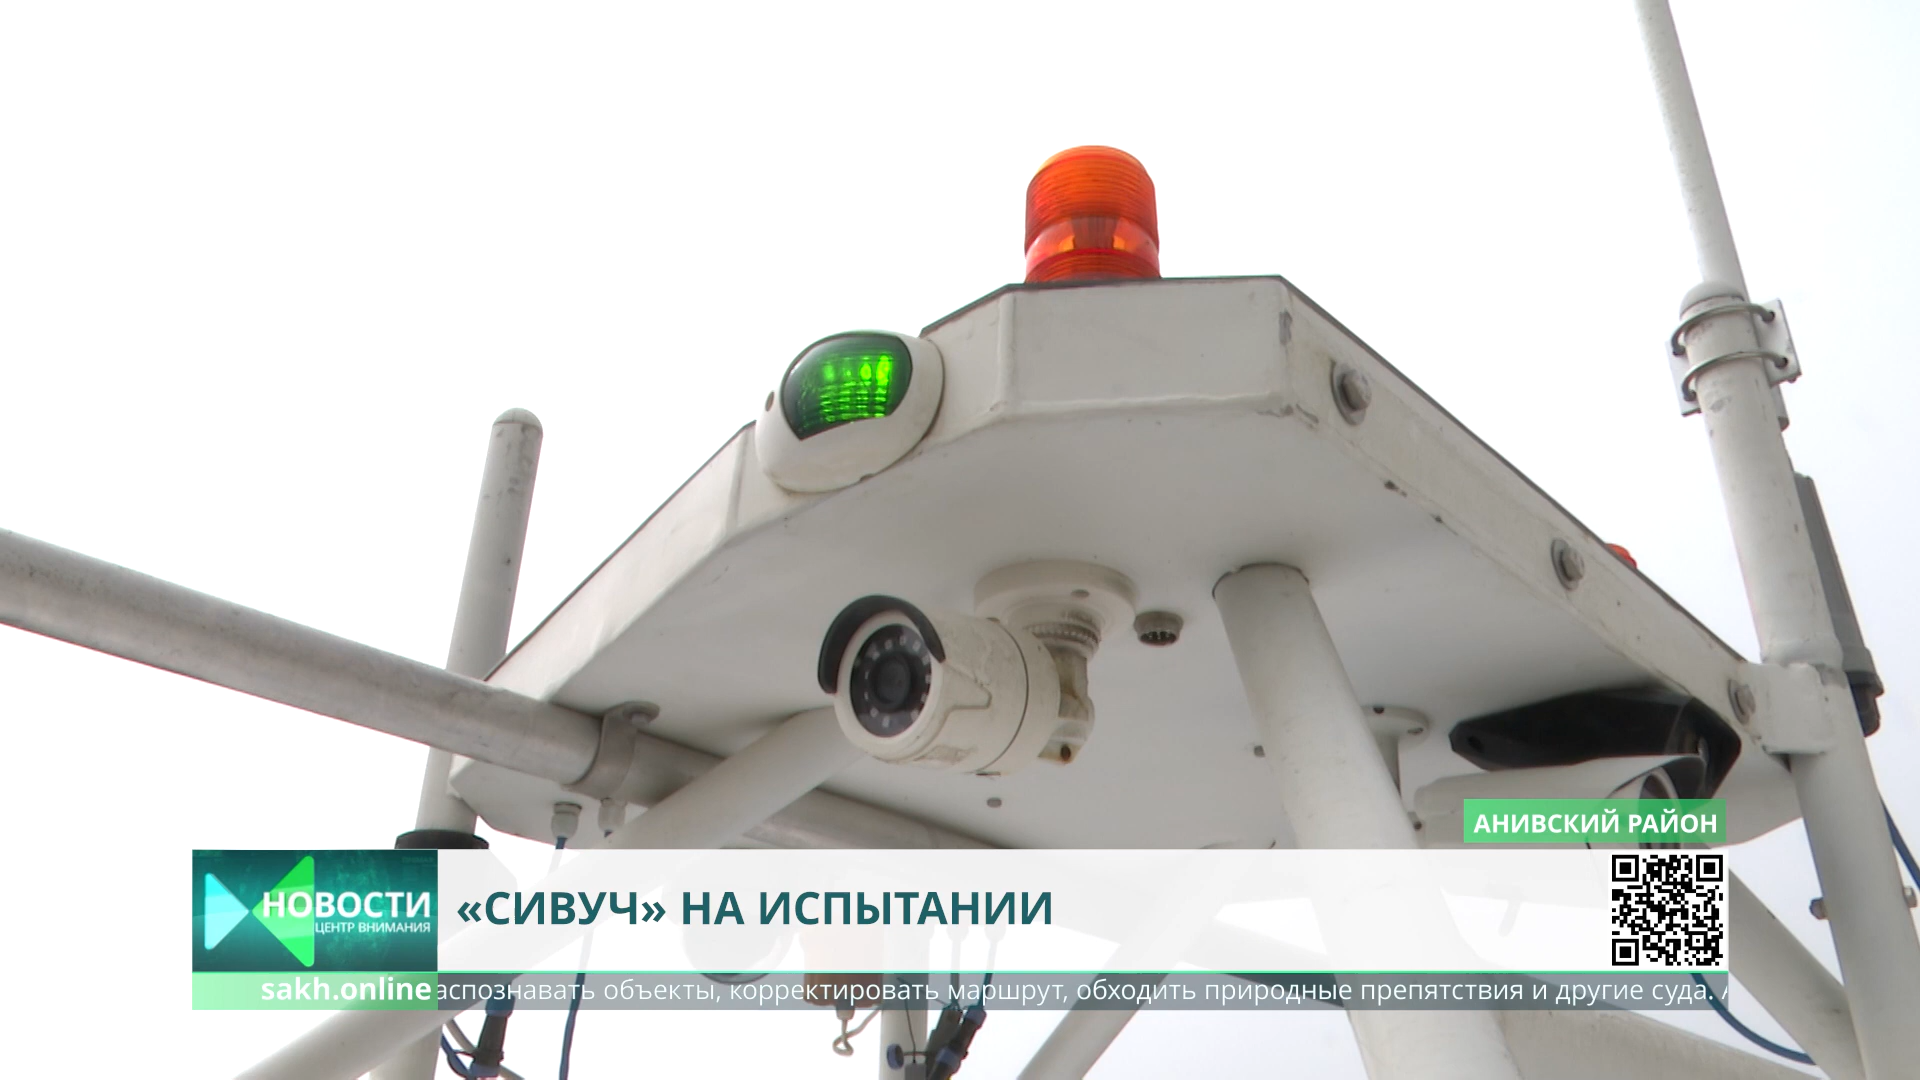 АНИВСКИЙ РАЙОН
НОВОСТИ
ЦЕНТР ВНИМАНИЯ
«СИВУЧ» НА ИСПЫТАНИИ
sakh.online
аспознавать объекты, корректировать маршрут, обходить природные препятствия и другие суда.